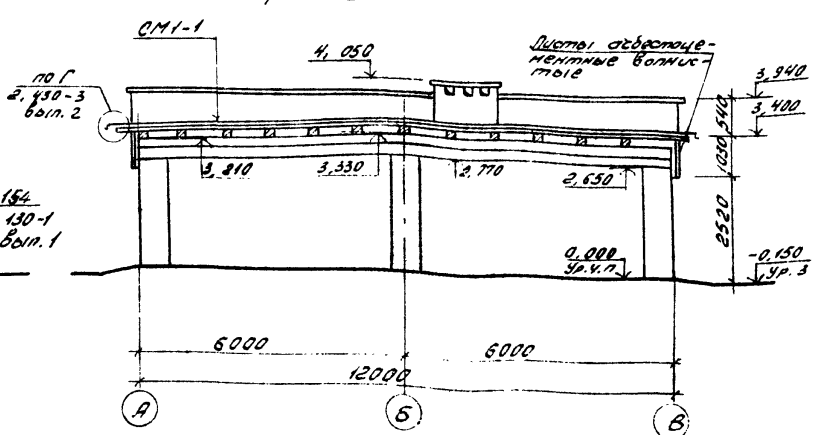 СМ1-1
4,050
Листы асбестоце-
ментные волнис-
тые
по Г
2,430-3
вып. 2
3,940
3,400
540
1030
2520
3,210
3,330
2,770
2,650
154
130-1
Вып. 1
0,000
Ур.ч.п
-0,150
Ур. з
6000
6000
12000
А
Б
В